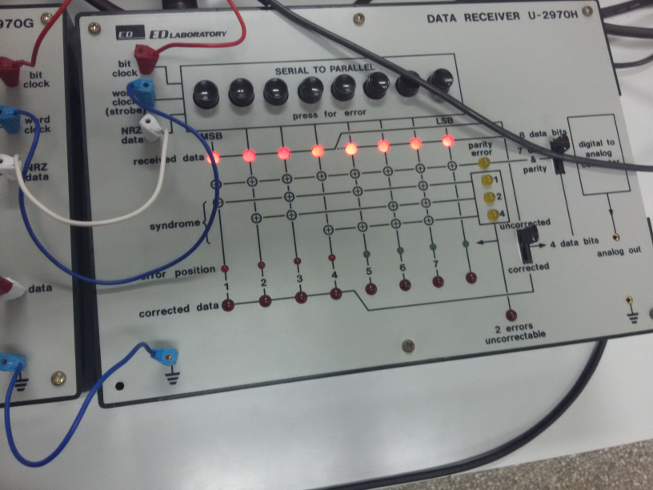 970G
bit
clock
word
clock
NRZ
data
data
ED
ED LABORATORY
DATA RECEIVER U-2970H
bit
clock
word
clock
(strobe)
NRZ
data
SERIAL TO PARALLEL
press for error
MSB
LSB
received data
parity
error
8 data bits
7
&
parity
digital to
analog
1
2
4
syndrome
uncorrected
4 data bits
corrected
analog out
error position
1
2
3
4
5
6
7
corrected data
2 errors
uncorrectable